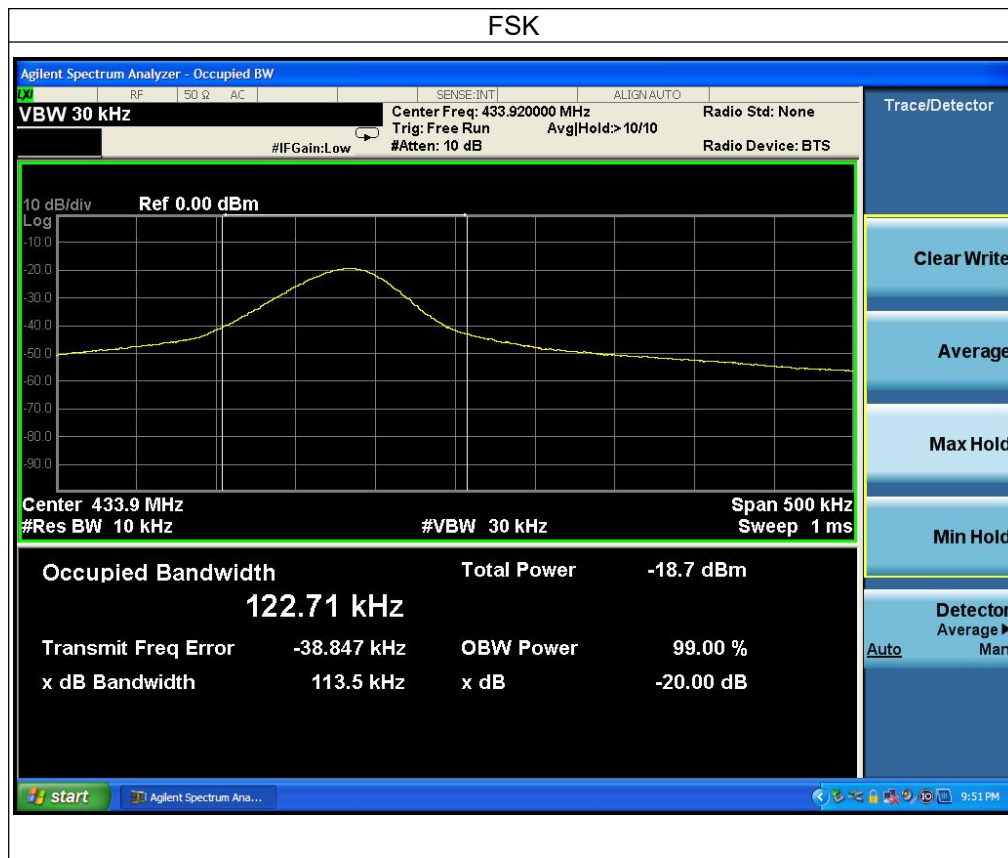 FSK
Agilent Spectrum Analyzer - Occupied BW
LXI RF 50 Ω AC SENSE:INT ALIGNAUTO
VBW 30 kHz
Center Freq: 433.920000 MHz Radio Std: None
Trig: Free Run Avg|Hold:>10/10
#IFGain:Low #Atten: 10 dB Radio Device: BTS
10 dB/div Ref 0.00 dBm
Log
-10.0
-20.0
-30.0
-40.0
-50.0
-60.0
-70.0
-80.0
-90.0
Center 433.9 MHz Span 500 kHz
#Res BW 10 kHz #VBW 30 kHz Sweep 1 ms
Occupied Bandwidth Total Power -18.7 dBm
122.71 kHz
Transmit Freq Error -38.847 kHz OBW Power 99.00 %
x dB Bandwidth 113.5 kHz x dB -20.00 dB
Trace/Detector
Clear Write
Average
Max Hold
Min Hold
Detector
Average
Auto Man
start Agilent Spectrum Ana... 9:51 PM